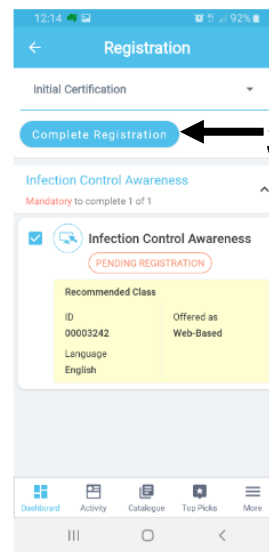 12:14 92%
Registration
Initial Certification
Complete Registration
Infection Control Awareness
Mandatory to complete 1 of 1
Infection Control Awareness
PENDING REGISTRATION
Recommended Class
ID Offered as
00003242 Web-Based
Language
English
Dashboard Activity Catalogue Top Picks More